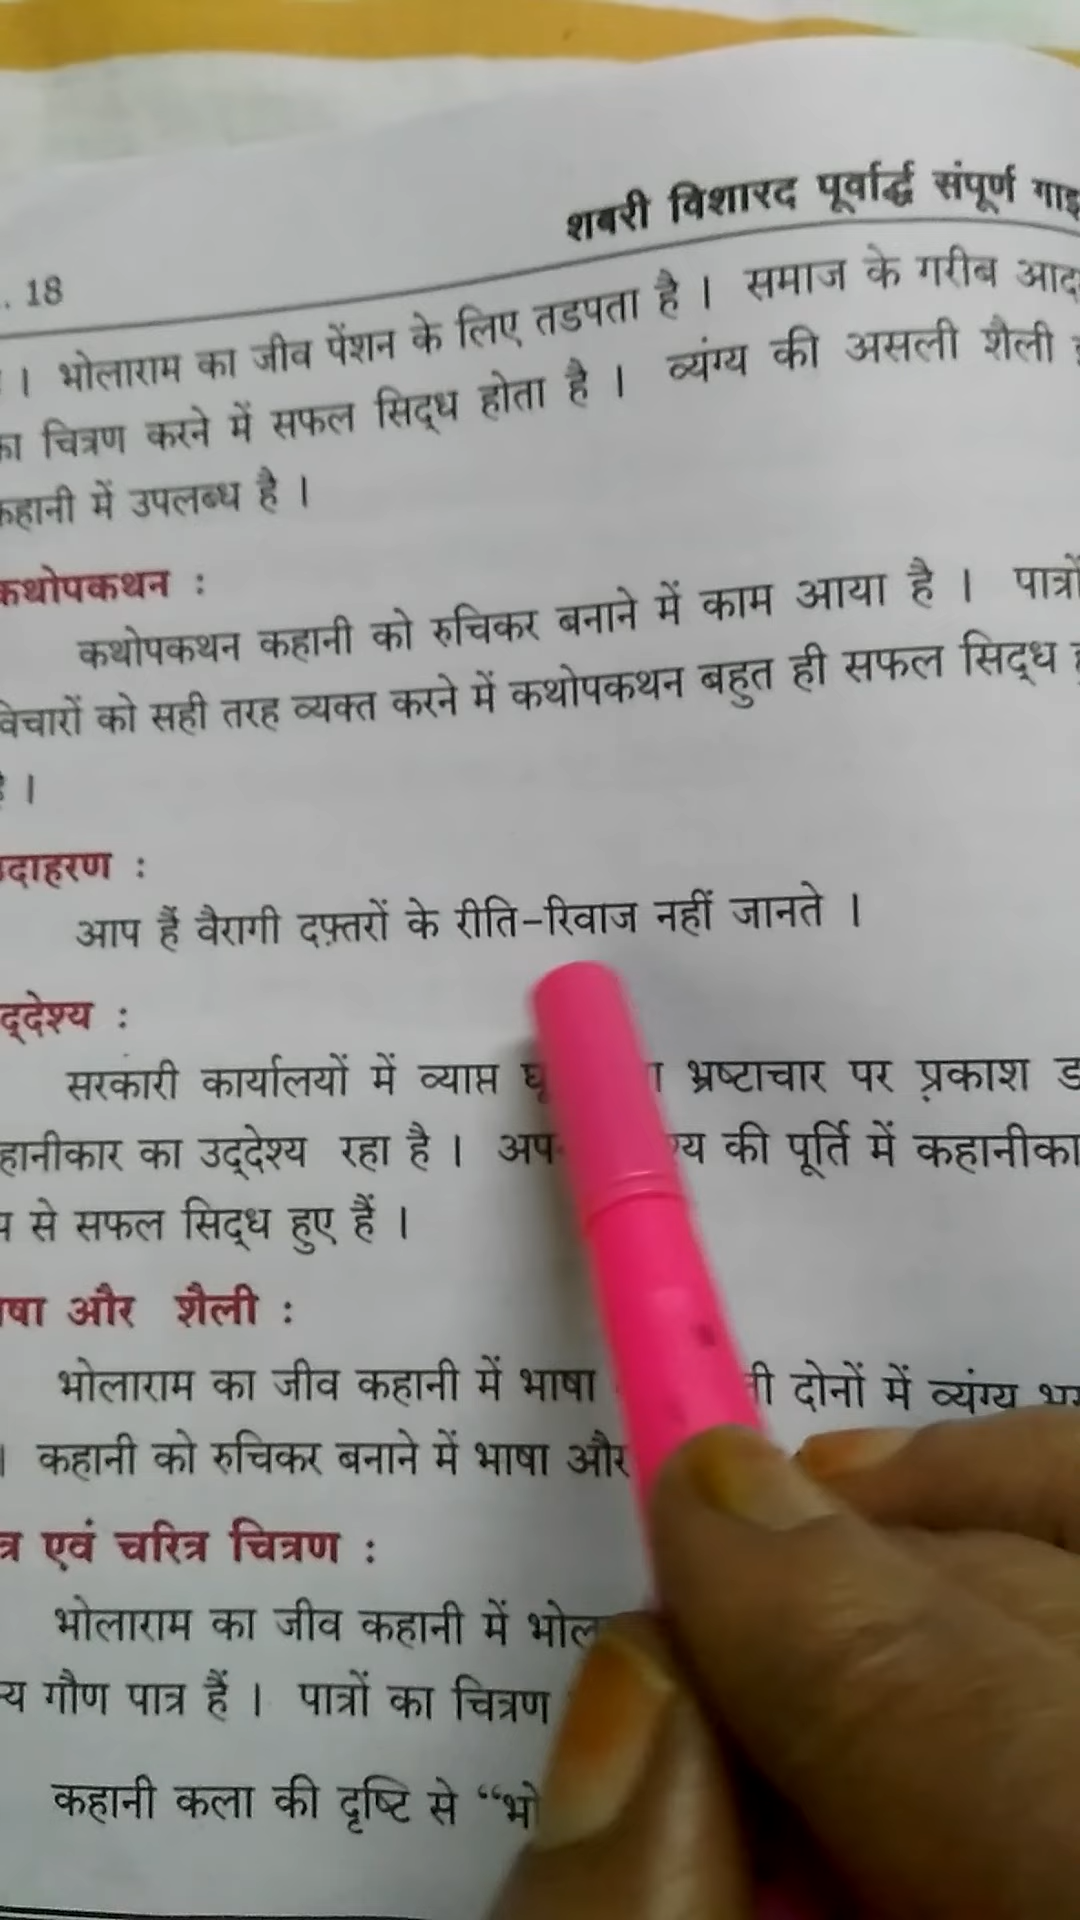 शबरी विशारद पूर्वार्द्ध संपूर्ण
. 18
। भोलाराम का जीव पेंशन के लिए तडपता है । समाज के गरीब
चित्रण करने में सफल सिद्ध होता है । व्यंग्य की असली शैली
कहानी में उपलब्ध है ।
कथोपकथन :
कथोपकथन कहानी को रुचिकर बनाने में काम आया है । पात्रों
विचारों को सही तरह व्यक्त करने में कथोपकथन बहुत ही सफल सिद्ध
।
उदाहरण :
आप हैं वैरागी दफ़्तरों के रीति-रिवाज नहीं जानते ।
द्देश्य :
सरकारी कार्यालयों में व्याप्त भ्रष्टाचार पर प्रकाश
हानीकार का उद्देश्य रहा है । की पूर्ति में कहानीका
से सफल सिद्ध हुए हैं ।
षा और शैली :
भोलाराम का जीव कहानी में भाषा दोनों में व्यंग्य
। कहानी को रुचिकर बनाने में भाषा और
त्र एवं चरित्र चित्रण :
भोलाराम का जीव कहानी में भोल
य गौण पात्र हैं । पात्रों का चित्रण
कहानी कला की दृष्टि से “भो